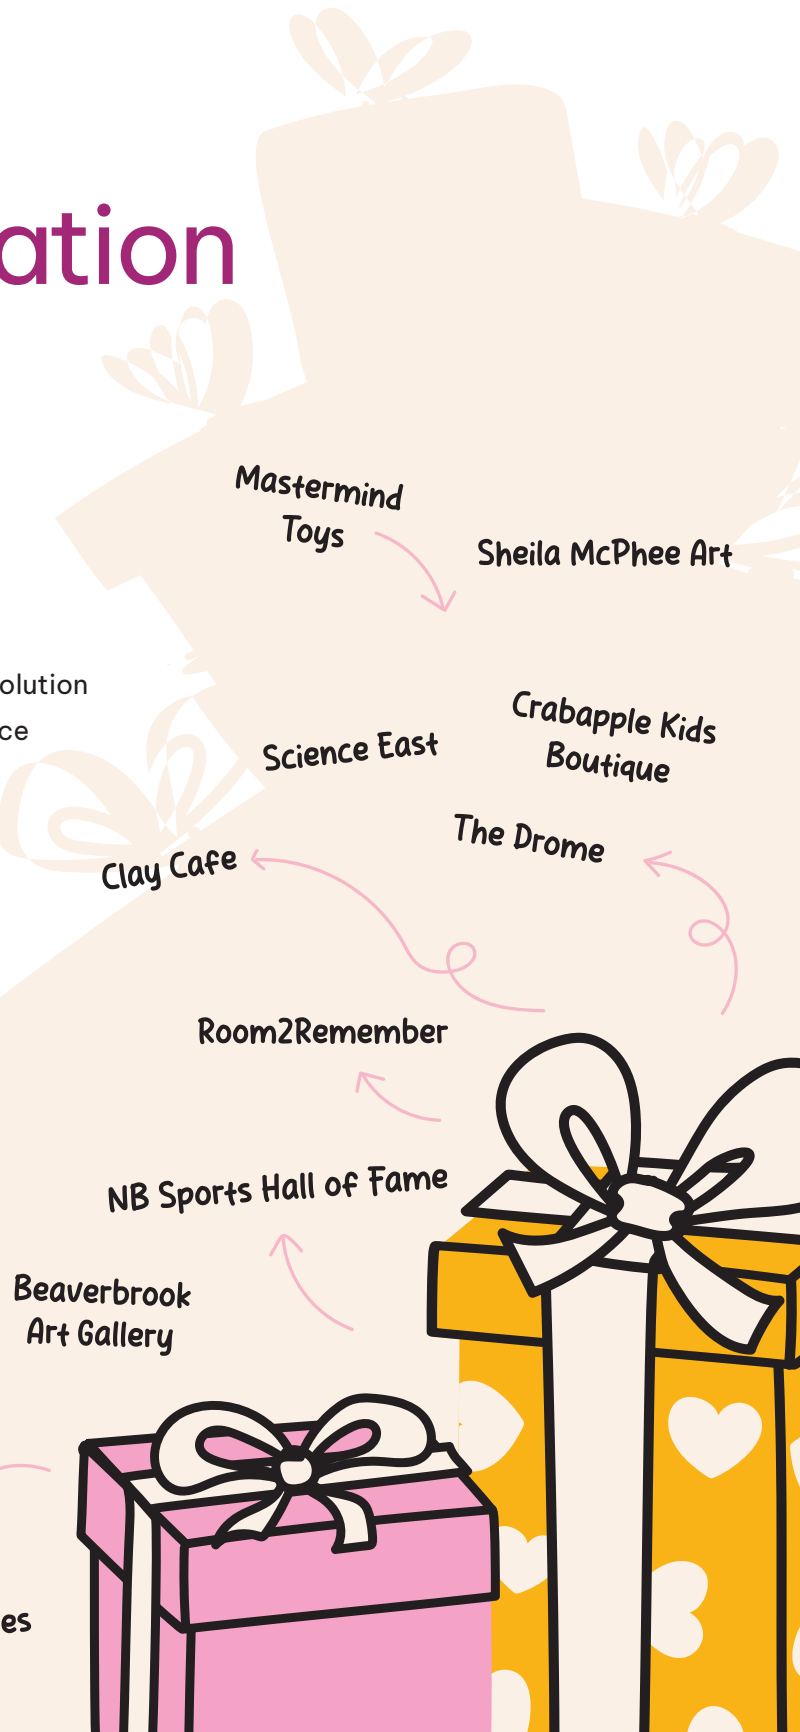 ation
Mastermind
Toys
Sheila McPhee Art
olution
ce
Crabapple Kids
Boutique
Science East
The Drome
Clay Cafe
Room2Remember
NB Sports Hall of Fame
Beaverbrook
Art Gallery
es